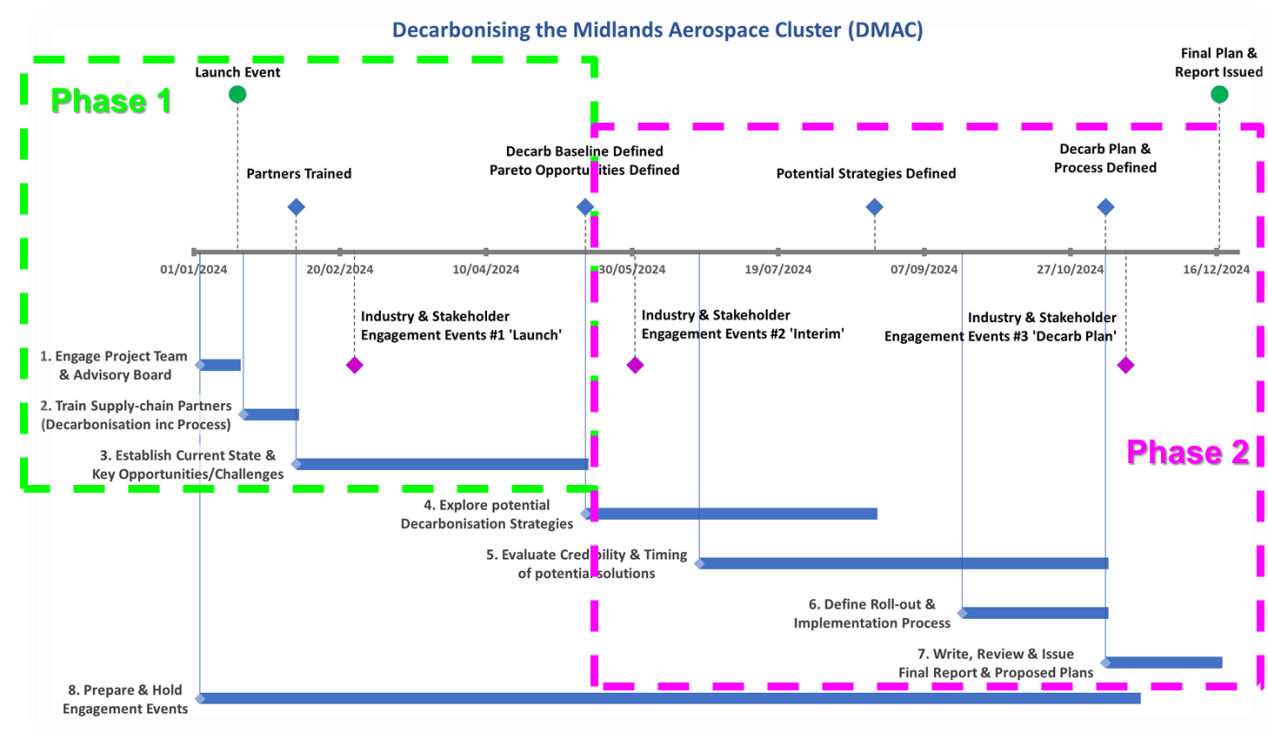 Decarbonising the Midlands Aerospace Cluster (DMAC)
Final Plan &
Report Issued
Launch Event
Phase 1
Decarb Baseline Defined
Pareto Opportunities Defined
Decarb Plan &
Process Defined
Partners Trained
Potential Strategies Defined
01/01/2024
20/02/2024
10/04/2024
30/05/2024
19/07/2024
07/09/2024
27/10/2024
16/12/2024
Industry & Stakeholder
Engagement Events #1 'Launch'
Industry & Stakeholder
Engagement Events #2 'Interim'
Industry & Stakeholder
Engagement Events #3 'Decarb Plan'
1. Engage Project Team
& Advisory Board
2. Train Supply-chain Partners
(Decarbonisation inc Process)
3. Establish Current State &
Key Opportunities/Challenges
Phase 2
4. Explore potential
Decarbonisation Strategies
5. Evaluate Credibility & Timing
of potential solutions
6. Define Roll-out &
Implementation Process
7. Write, Review & Issue
Final Report & Proposed Plans
8. Prepare & Hold
Engagement Events